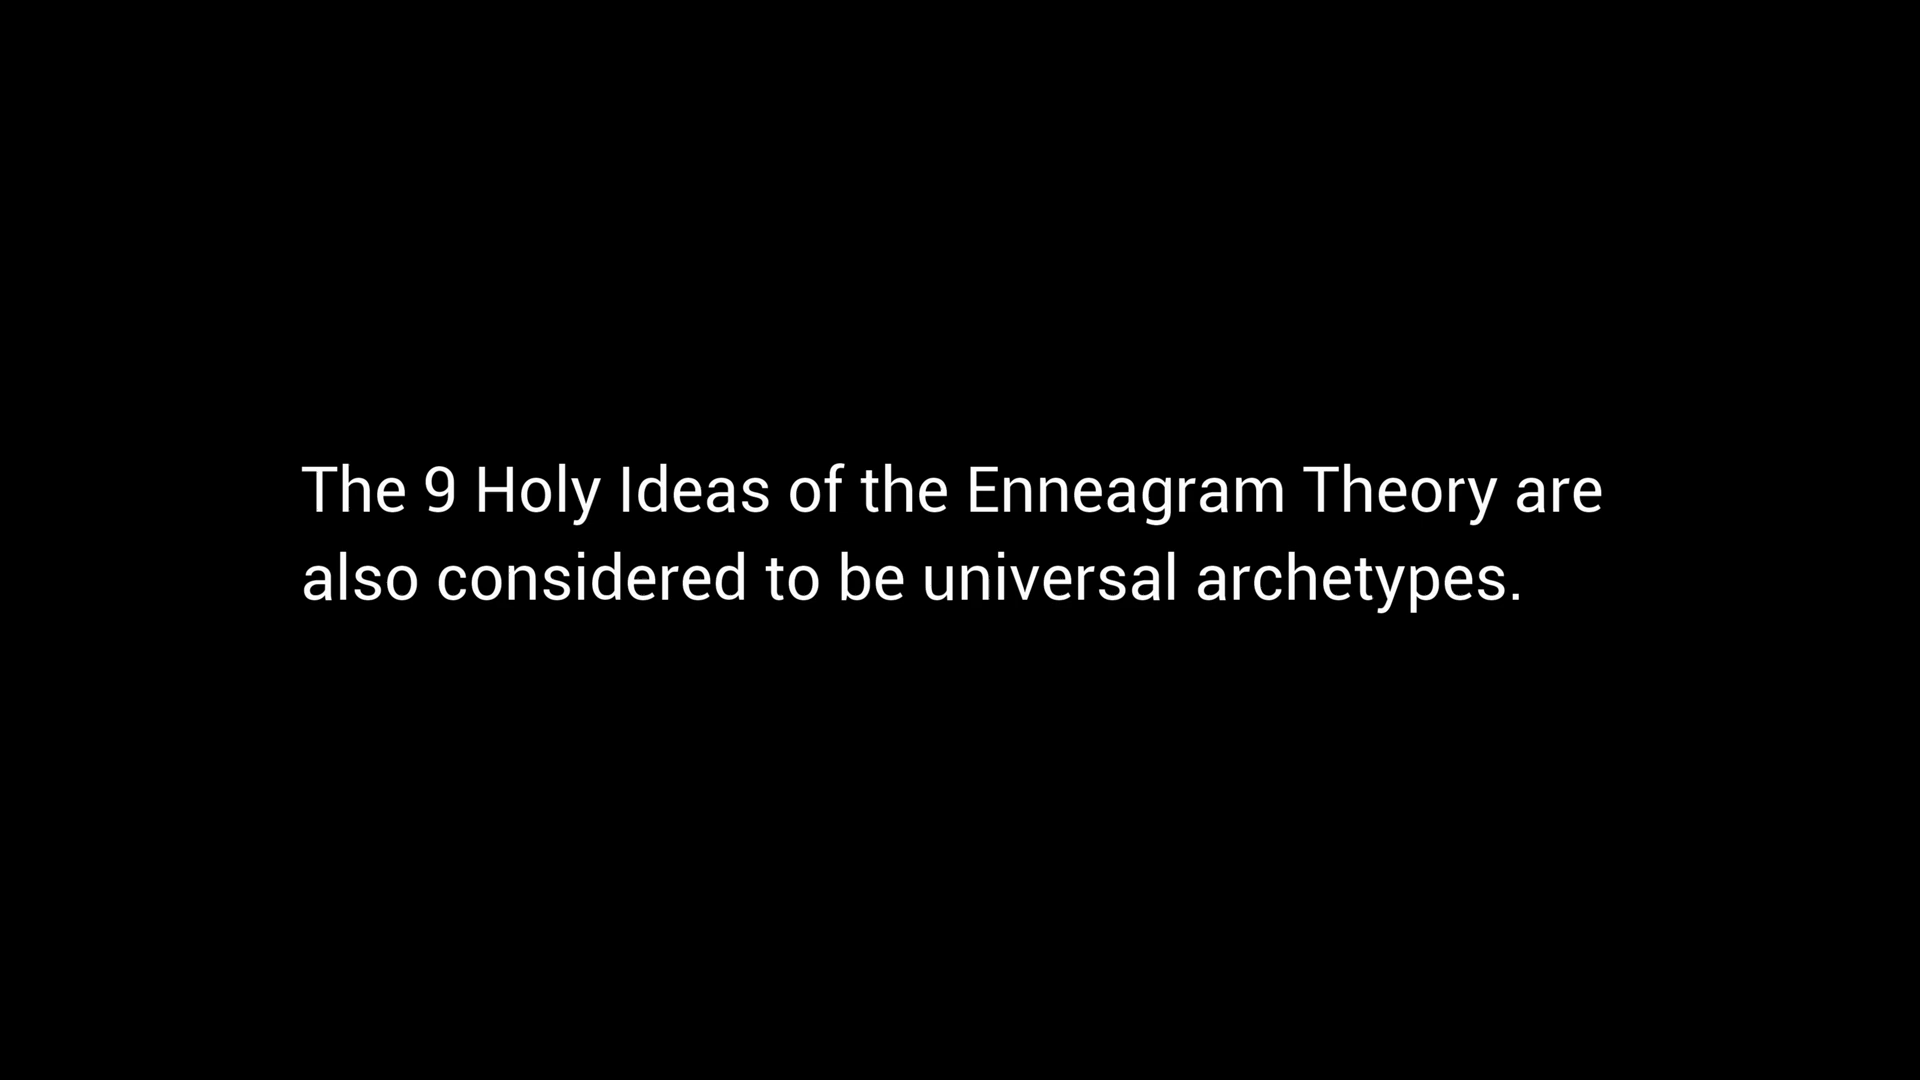 The 9 Holy Ideas of the Enneagram Theory are
also considered to be universal archetypes.